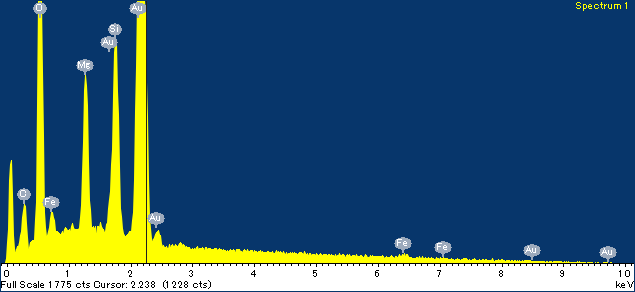 Spectrum 1
O Au
Si
Au
Mg
O
Fe
Au
Fe Fe Au Au
0 1 2 3 4 5 6 7 8 9 10
Full Scale 1775 cts Cursor: 2.238 (1228 cts) keV